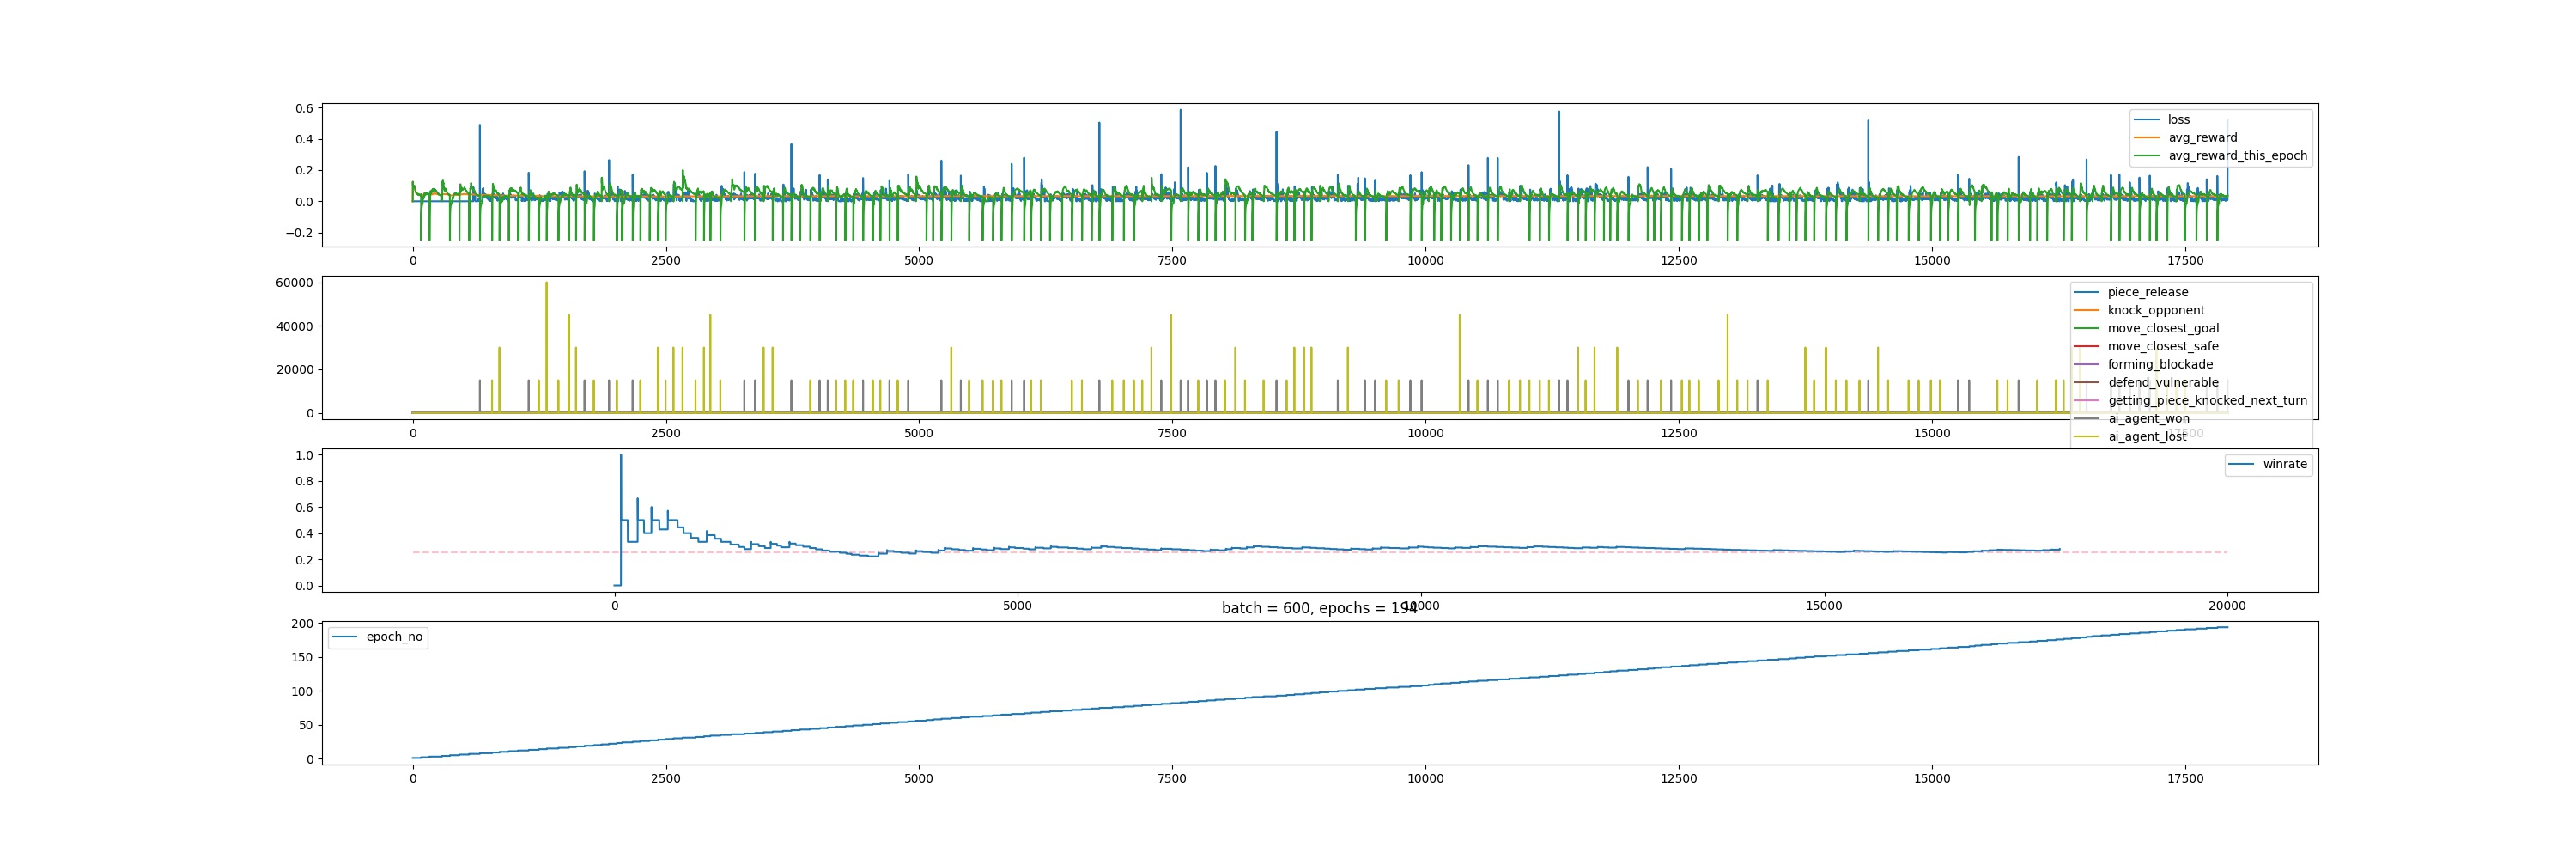 0.6
0.4
0.2
0.0
−0.2
loss
avg_reward
avg_reward_this_epoch
0 2500 5000 7500 10000 12500 15000 17500
60000
40000
20000
0
piece_release
knock_opponent
move_closest_goal
move_closest_safe
forming_blockade
defend_vulnerable
getting_piece_knocked_next_turn
ai_agent_won
ai_agent_lost
0 2500 5000 7500 10000 12500 15000 17500
1.0
0.8
0.6
0.4
0.2
0.0
winrate
0 5000 10000 15000 20000
batch = 600, epochs = 194
200
150
100
50
0
epoch_no
0 2500 5000 7500 10000 12500 15000 17500